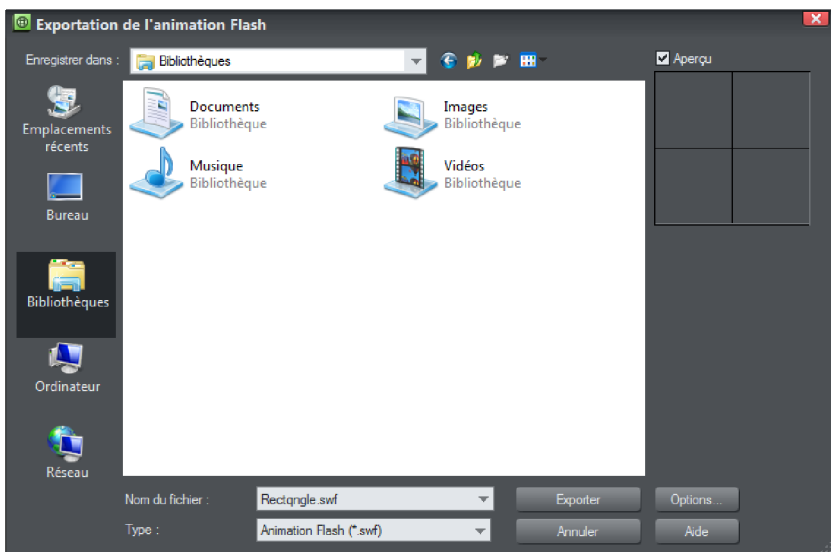 Exportation de l'animation Flash
Enregistrer dans :
Bibliothèques
Aperçu
Emplacements
récents
Bureau
Bibliothèques
Ordinateur
Réseau
Documents
Bibliothèque
Images
Bibliothèque
Musique
Bibliothèque
Vidéos
Bibliothèque
Nom du fichier :
Rectqngle.swf
Exporter
Options...
Type :
Animation Flash (*.swf)
Annuler
Aide